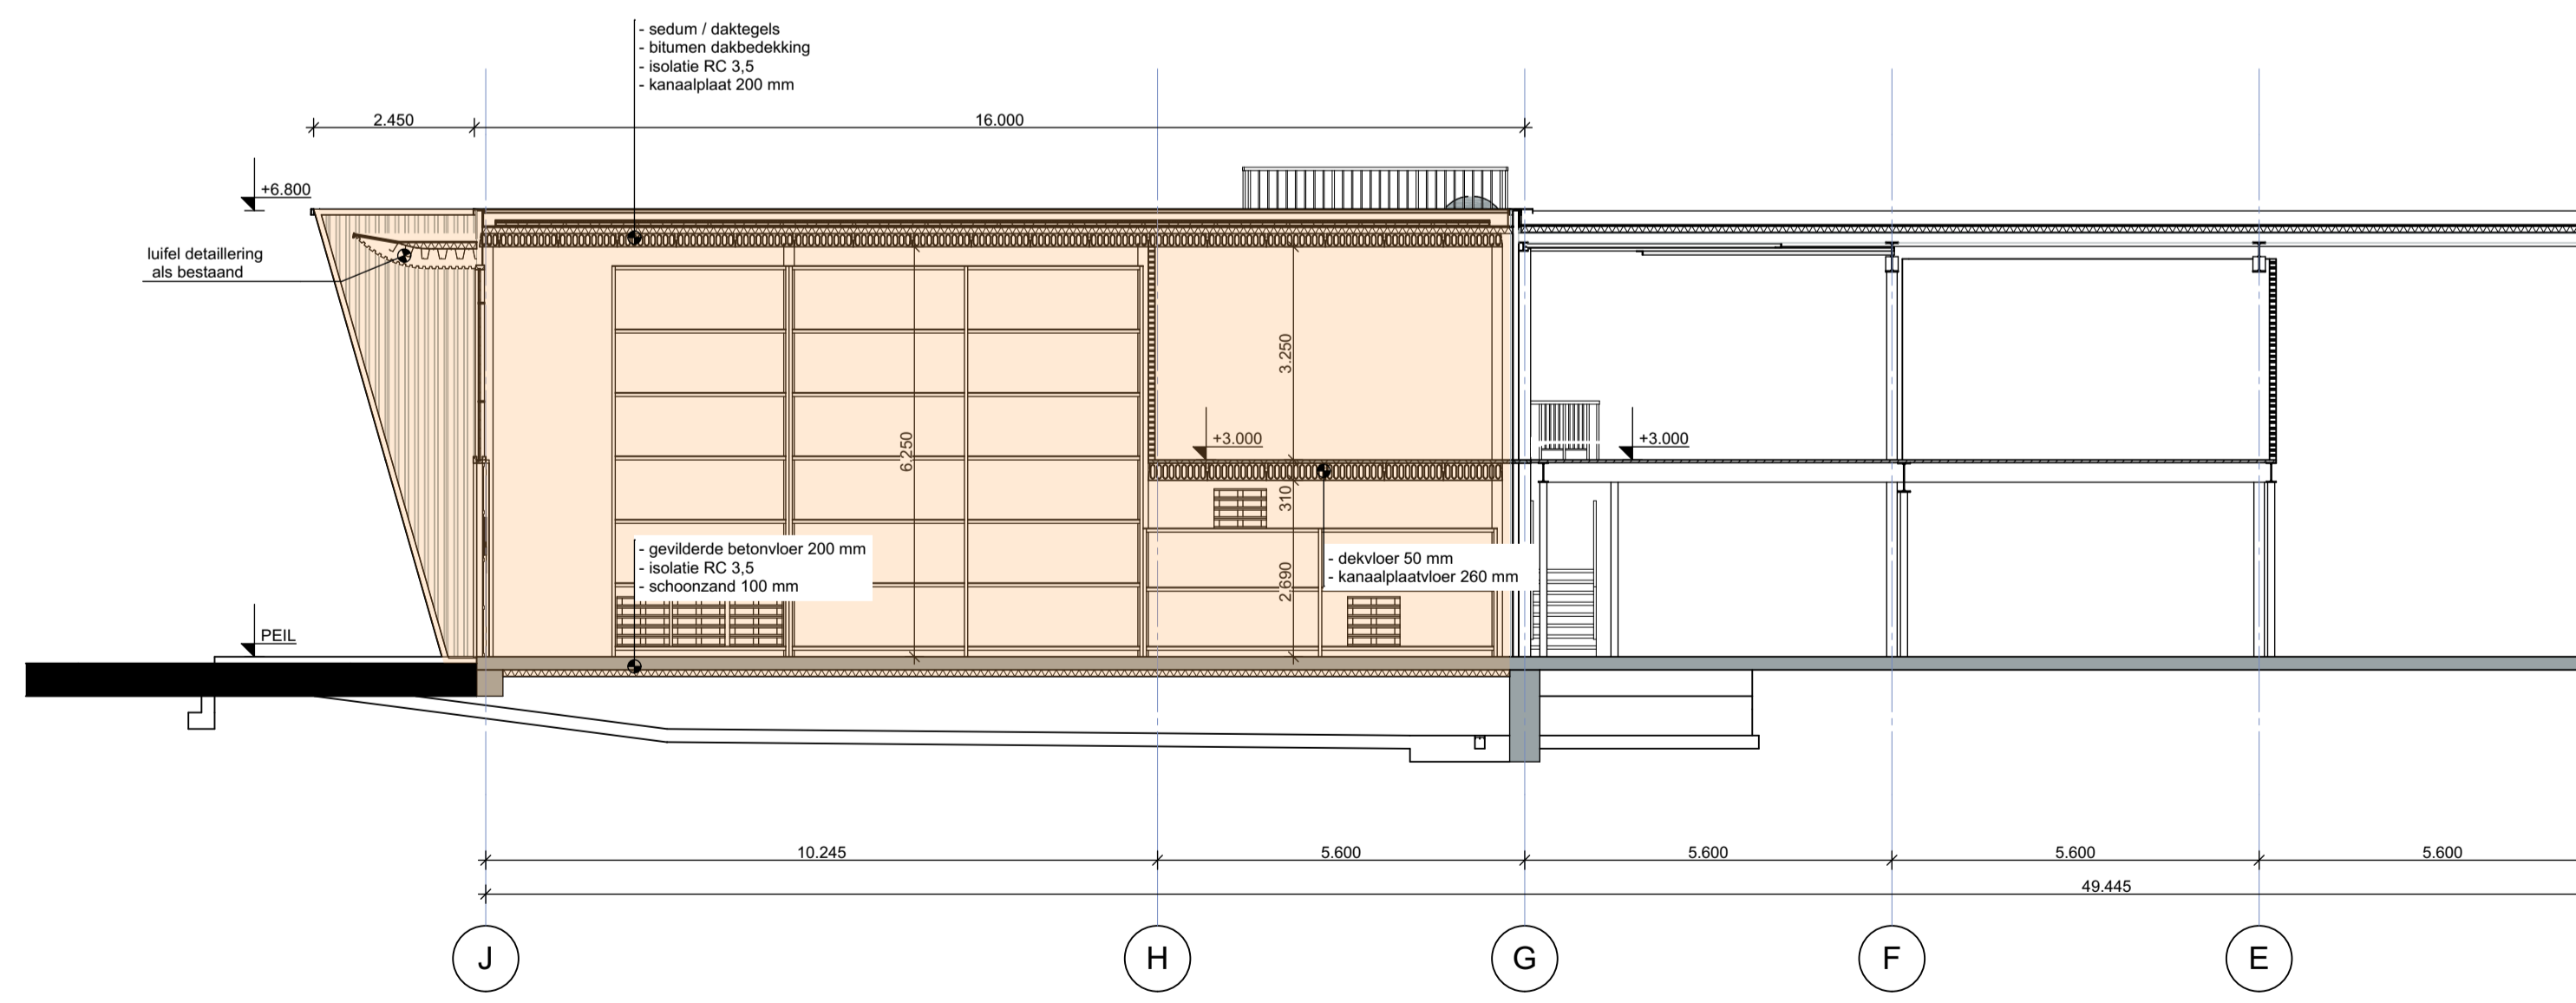 - sedum / daktegels
- bitumen dakbedekking
- isolatie RC 3,5
- kanaalplaat 200 mm
2.450
16.000
+6.800
luifel detaillering
als bestaand
3.250
+3.000
+3.000
6.250
310
- gevilderde betonvloer 200 mm
- isolatie RC 3,5
- schoonzand 100 mm
- dekvloer 50 mm
- kanaalplaatvloer 260 mm
2.690
PEIL
10.245
5.600
5.600
5.600
5.600
49.445
J
H
G
F
E